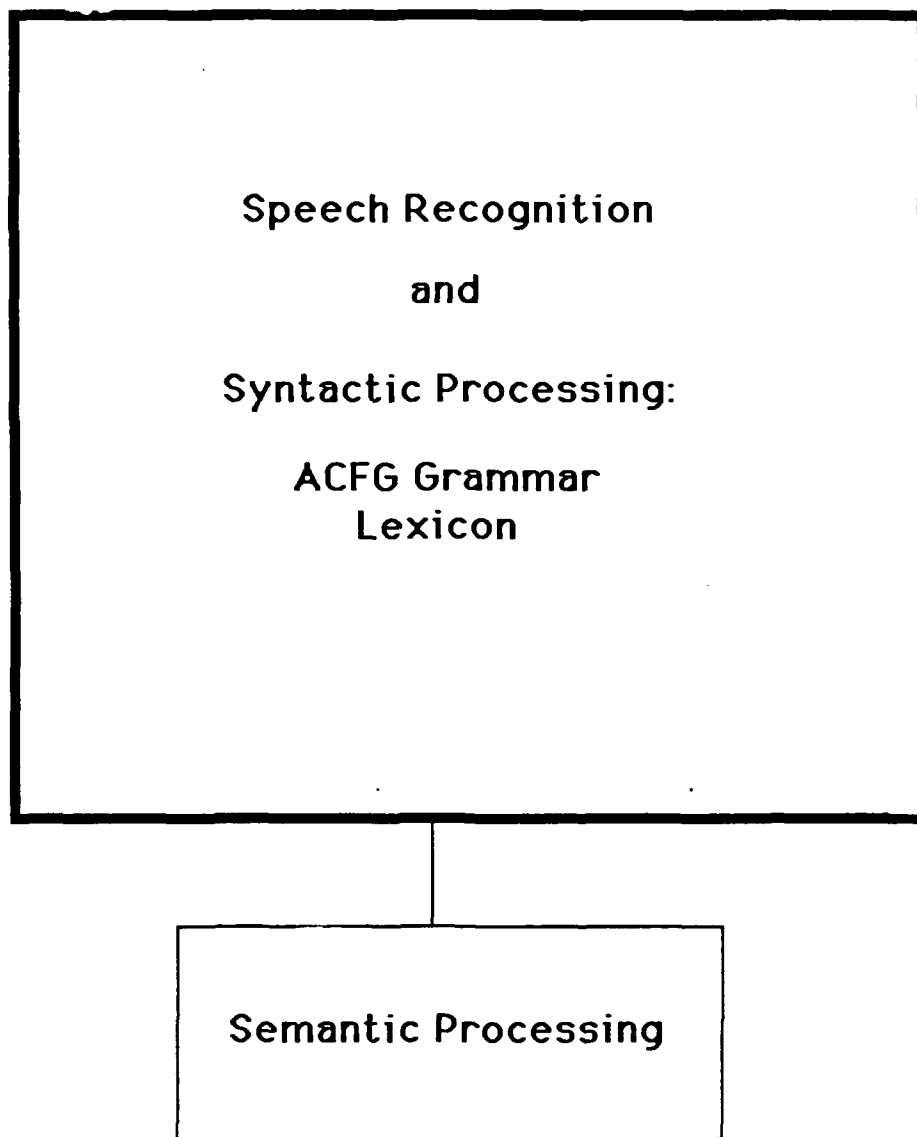 Speech Recognition
and
Syntactic Processing:
ACFG Grammar
Lexicon
Semantic Processing